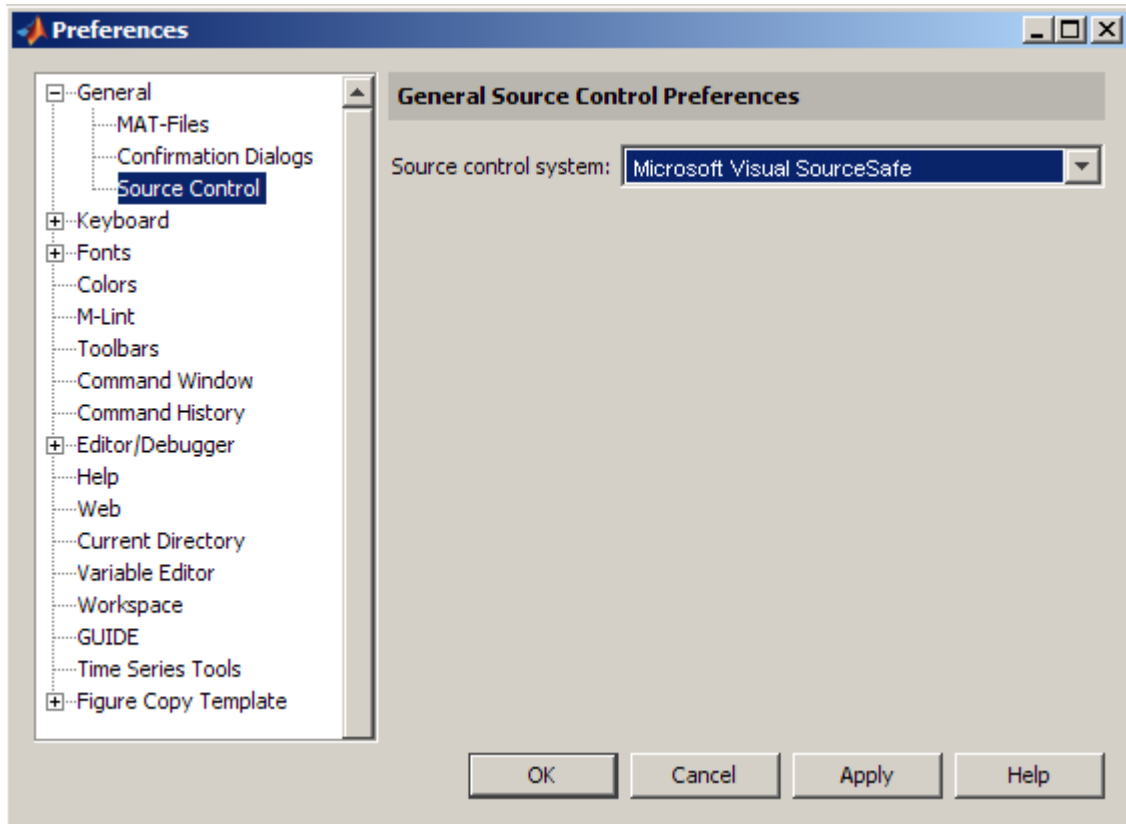 Preferences
General
MAT-Files
Confirmation Dialogs
Source Control
Keyboard
Fonts
Colors
M-Lint
Toolbars
Command Window
Command History
Editor/Debugger
Help
Web
Current Directory
Variable Editor
Workspace
GUIDE
Time Series Tools
Figure Copy Template
General Source Control Preferences
Source control system: Microsoft Visual SourceSafe
OK Cancel Apply Help